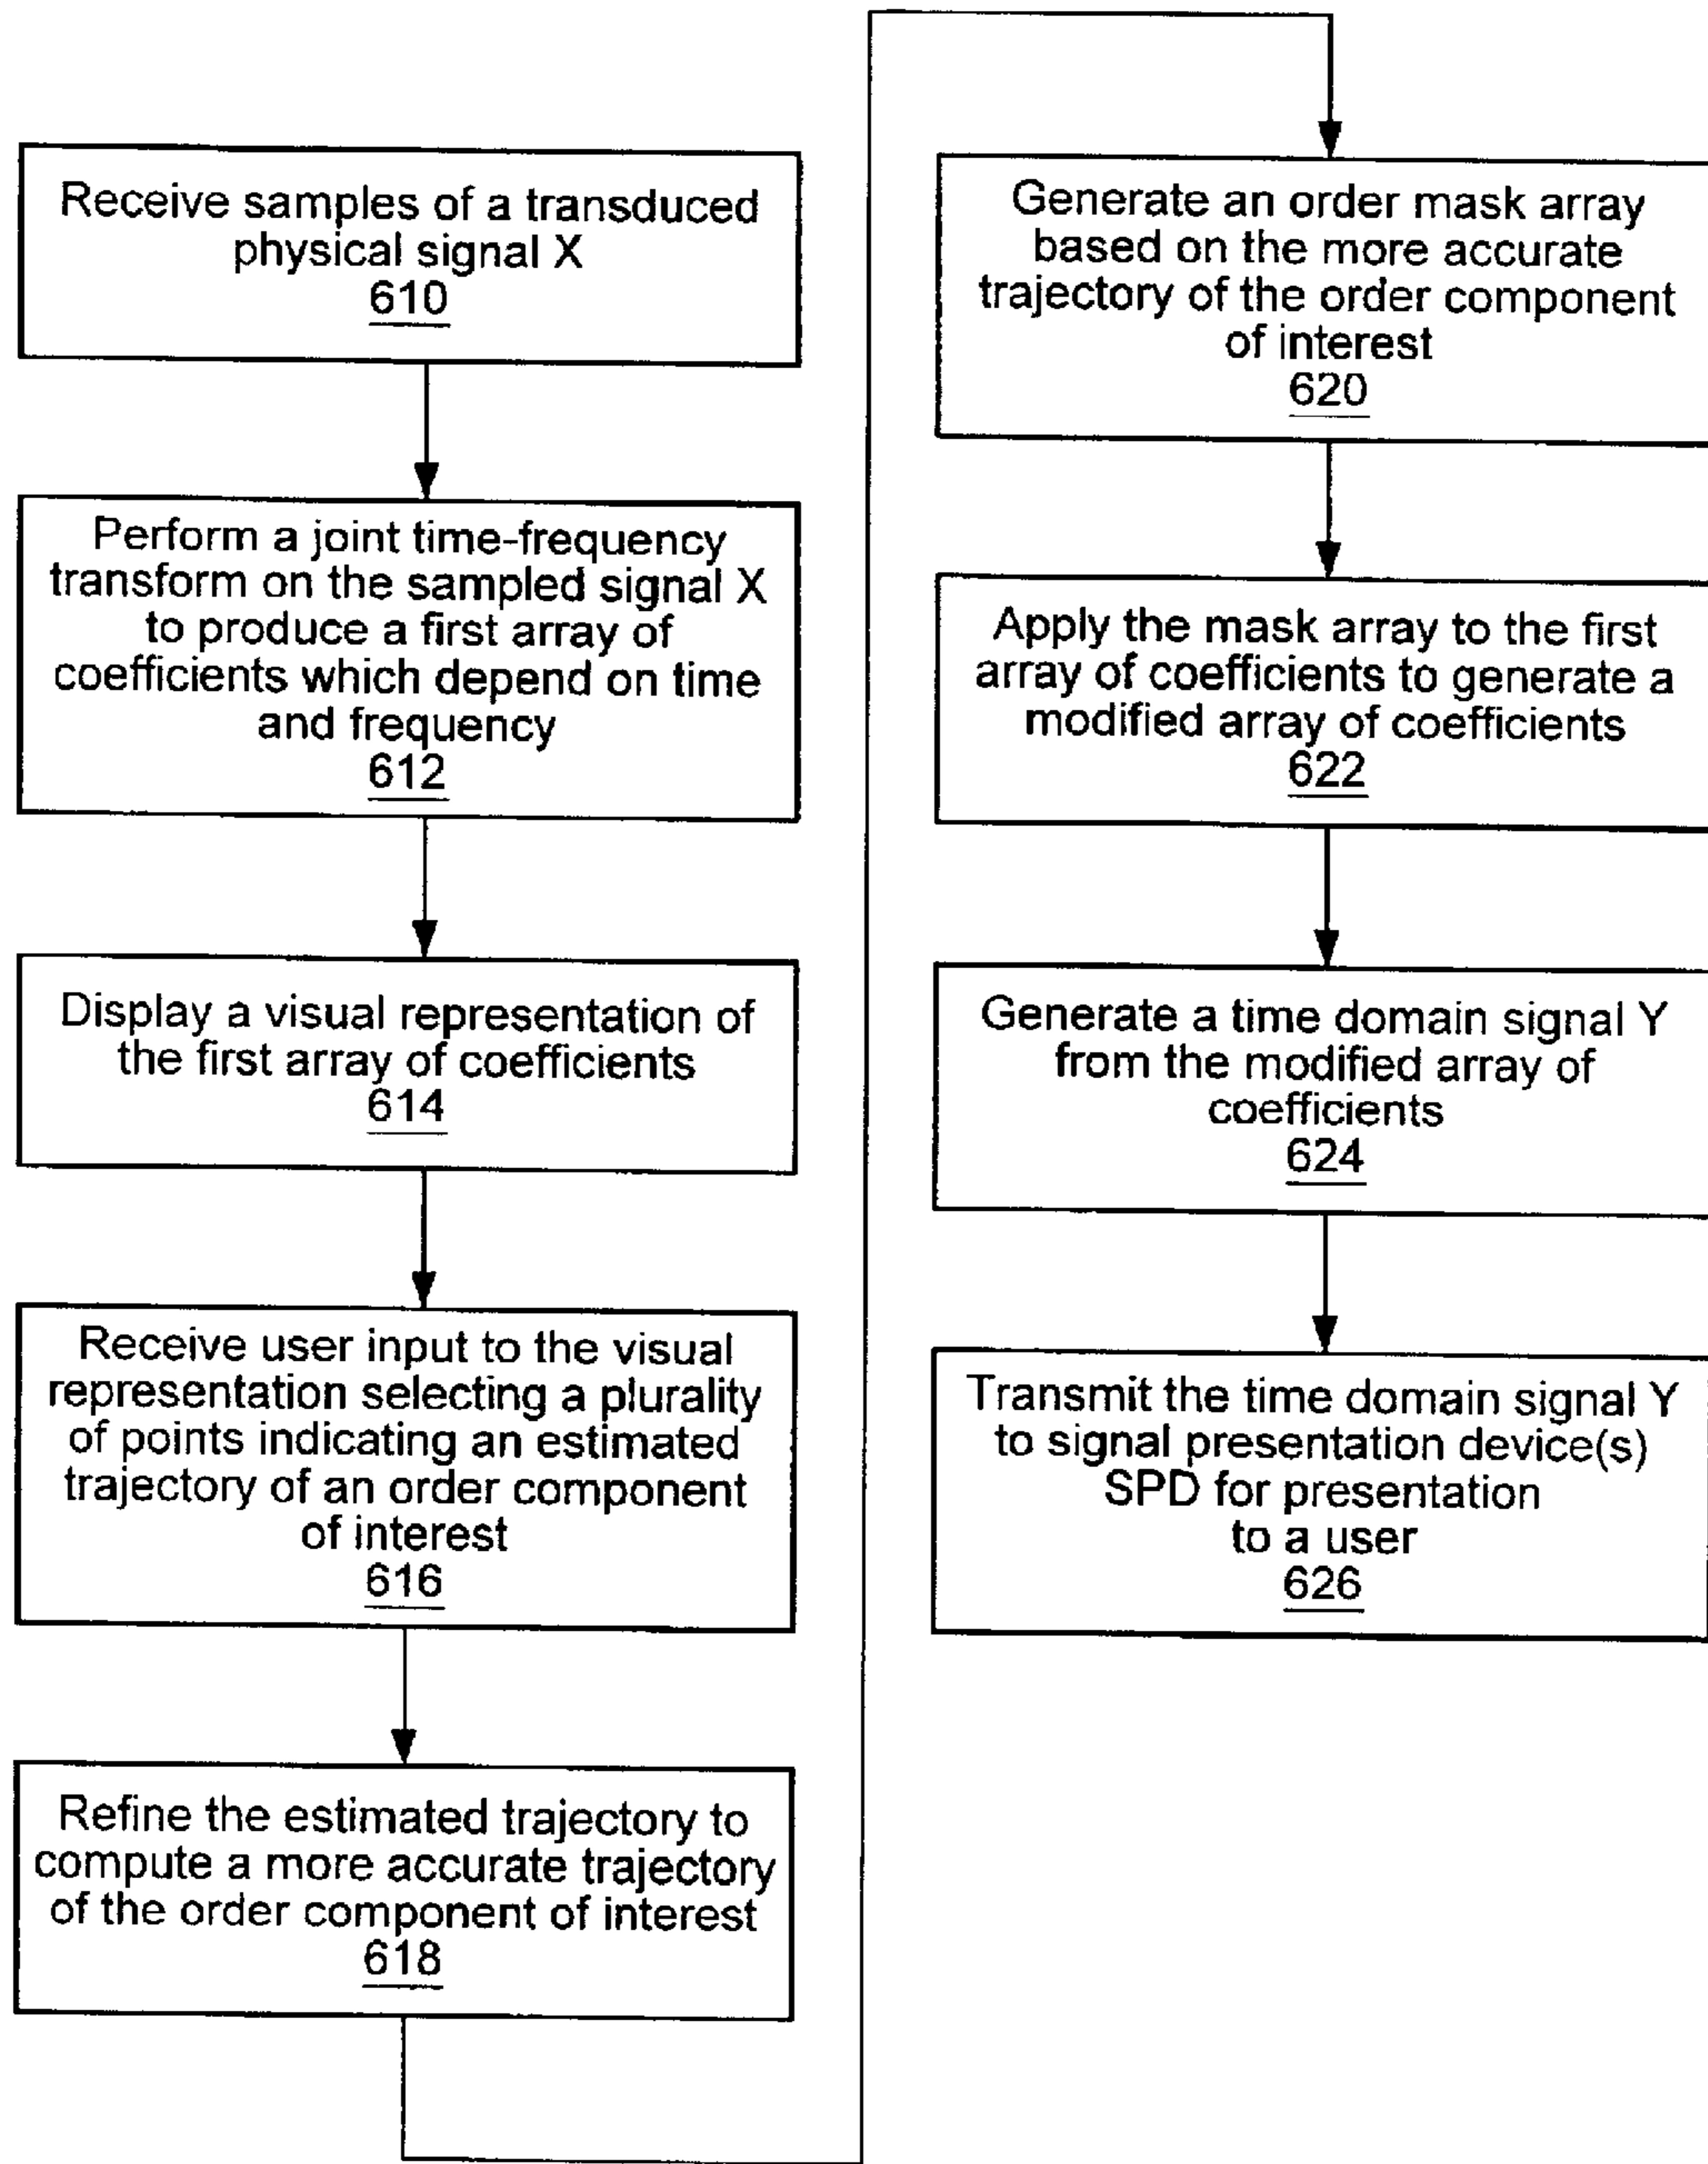 Receive samples of a transduced
physical signal X
610
Perform a joint time-frequency
transform on the sampled signal X
to produce a first array of
coefficients which depend on time
and frequency
612
Display a visual representation of
the first array of coefficients
614
Receive user input to the visual
representation selecting a plurality
of points indicating an estimated
trajectory of an order component
of interest
616
Refine the estimated trajectory to
compute a more accurate trajectory
of the order component of interest
618
Generate an order mask array
based on the more accurate
trajectory of the order component
of interest
620
Apply the mask array to the first
array of coefficients to generate a
modified array of coefficients
622
Generate a time domain signal Y
from the modified array of
coefficients
624
Transmit the time domain signal Y
to signal presentation device(s)
SPD for presentation
to a user
626